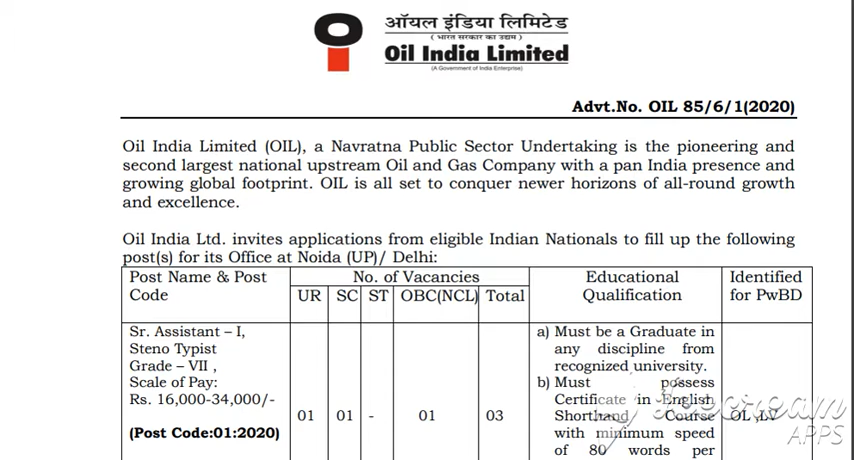 ऑयल इंडिया लिमिटेड
(भारत सरकार का उद्यम)
Oil India Limited
(A Government of India Enterprise)
Advt.No. OIL 85/6/1(2020)
Oil India Limited (OIL), a Navratna Public Sector Undertaking is the pioneering and
second largest national upstream Oil and Gas Company with a pan India presence and
growing global footprint. OIL is all set to conquer newer horizons of all-round growth
and excellence.
Oil India Ltd. invites applications from eligible Indian Nationals to fill up the following
post(s) for its Office at Noida (UP)/ Delhi:
Post Name & Post Code
No. of Vacancies
UR SC ST OBC(NCL) Total
Educational
Qualification
Identified
for PwBD
Sr. Assistant – I,
Steno Typist
Grade – VII ,
Scale of Pay:
Rs. 16,000-34,000/-
(Post Code:01:2020)
01 01 - 01 03
a) Must be a Graduate in
any discipline from
recognized university.
b) Must possess
Certificate in English
Shorthand Course
with minimum speed
of 80 words per
OL ,LV
Icecream
APPS